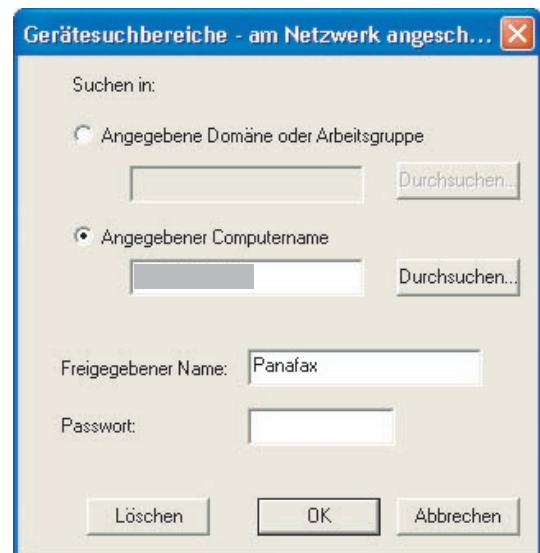 Gerätesuchbereiche - am Netzwerk angesch...
Suchen in:
Angegebene Domäne oder Arbeitsgruppe
Durchsuchen...
Angegebener Computername
Durchsuchen...
Freigegebener Name: Panafax
Passwort:
Löschen OK Abbrechen